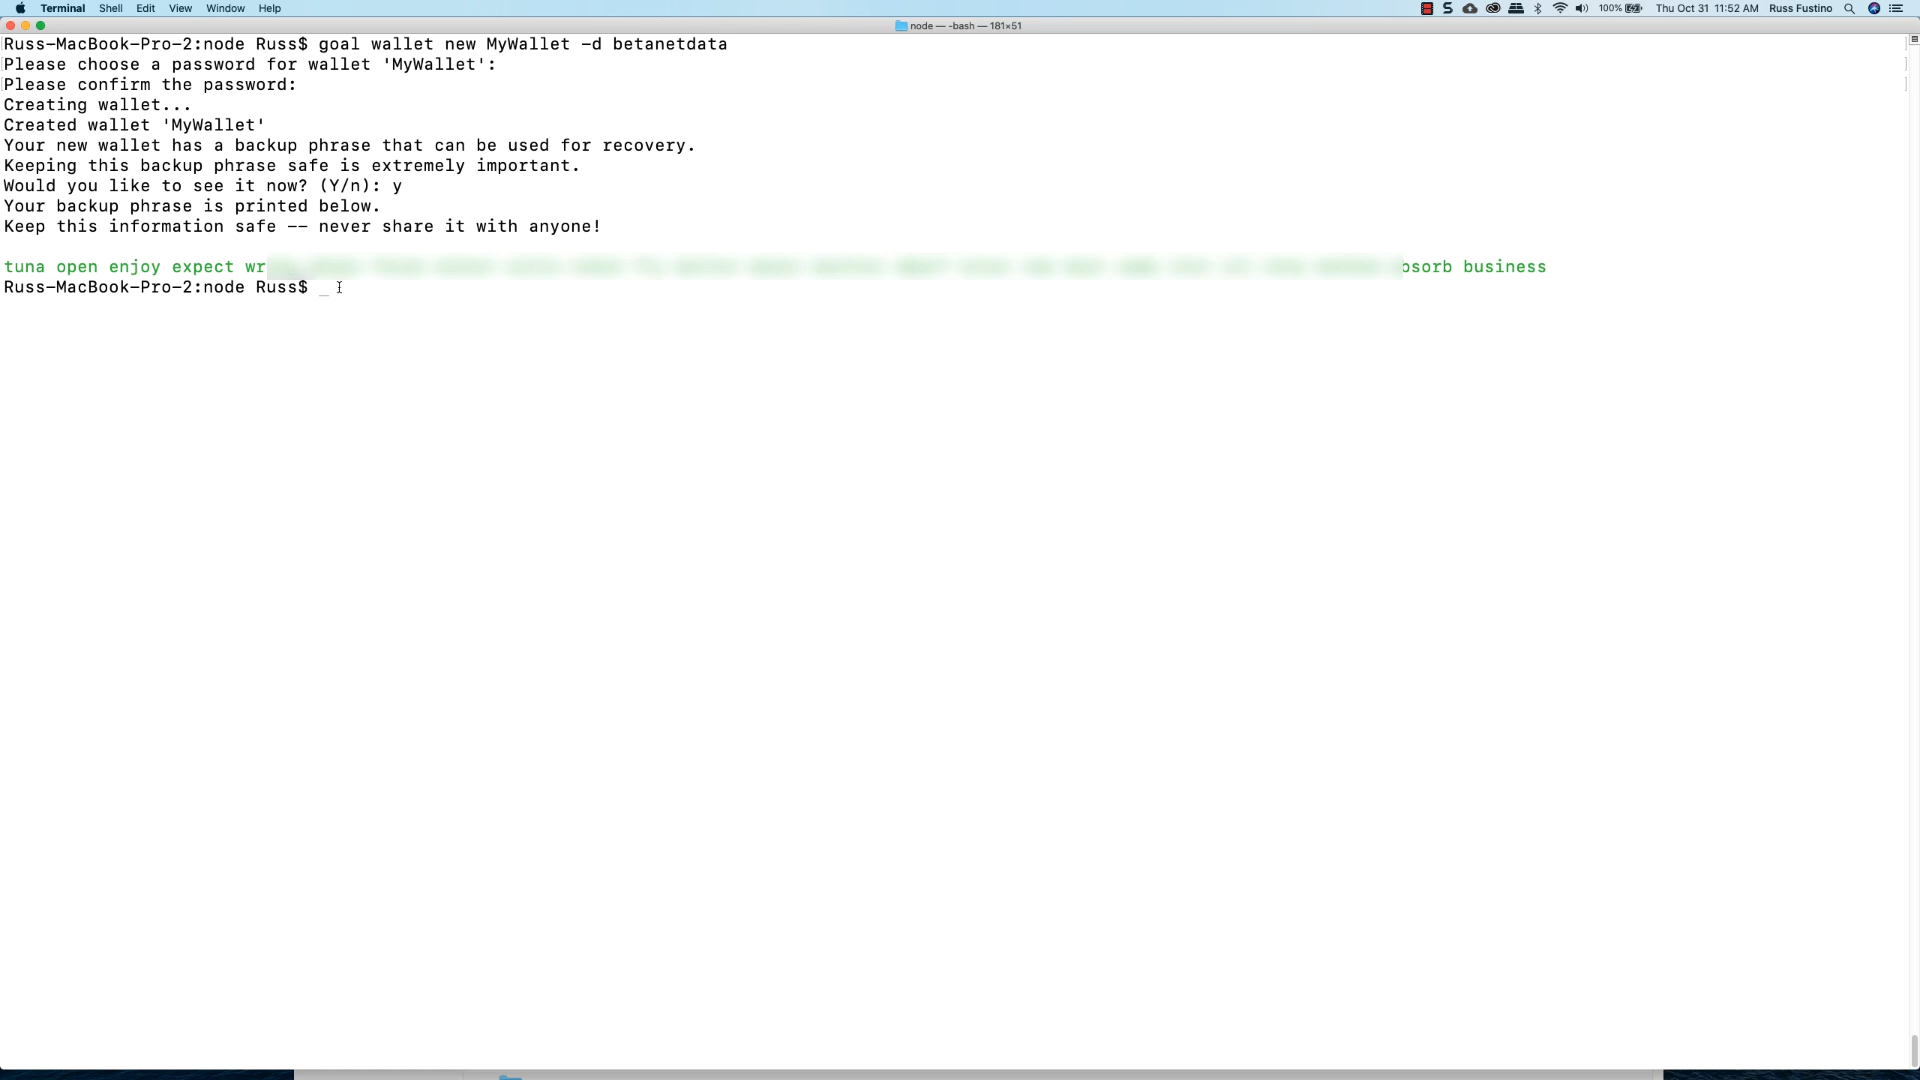 Terminal Shell Edit View Window Help 100% Thu Oct 31 11:52 AM Russ Fustino
node — -bash — 181×51
Russ-MacBook-Pro-2:node Russ$ goal wallet new MyWallet -d betanetdata
Please choose a password for wallet 'MyWallet':
Please confirm the password:
Creating wallet...
Created wallet 'MyWallet'
Your new wallet has a backup phrase that can be used for recovery.
Keeping this backup phrase safe is extremely important.
Would you like to see it now? (Y/n): y
Your backup phrase is printed below.
Keep this information safe -- never share it with anyone!
tuna open enjoy expect business
Russ-MacBook-Pro-2:node Russ$ _